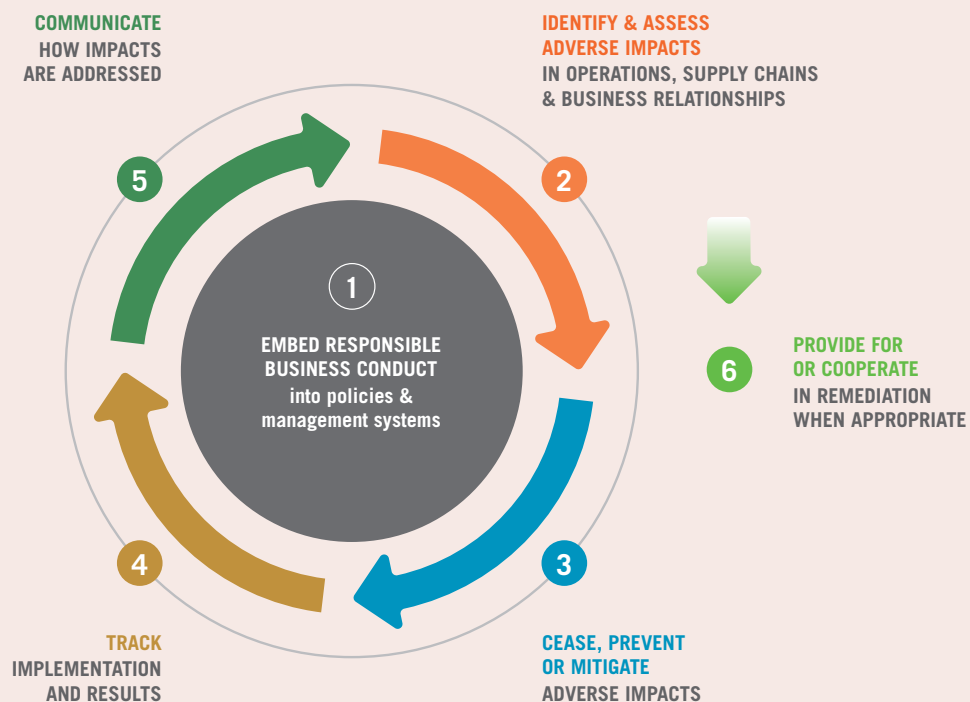 COMMUNICATE
HOW IMPACTS
ARE ADDRESSED
IDENTIFY & ASSESS
ADVERSE IMPACTS
IN OPERATIONS, SUPPLY CHAINS
& BUSINESS RELATIONSHIPS
5
2
1
EMBED RESPONSIBLE
BUSINESS CONDUCT
into policies &
management systems
6
PROVIDE FOR
OR COOPERATE
IN REMEDIATION
WHEN APPROPRIATE
4
3
TRACK
IMPLEMENTATION
AND RESULTS
CEASE, PREVENT
OR MITIGATE
ADVERSE IMPACTS